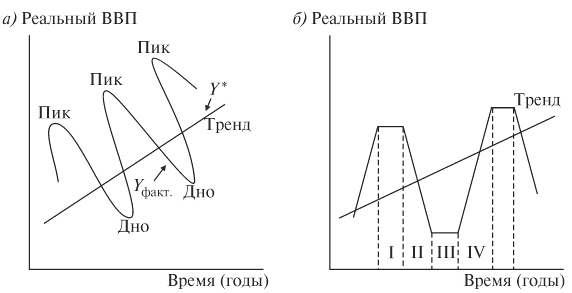 а) Реальный ВВП
Пик
Пик
Пик
Y*
Тренд
Yфакт.
Дно
Дно
Время (годы)
б) Реальный ВВП
Тренд
I II III IV
Время (годы)